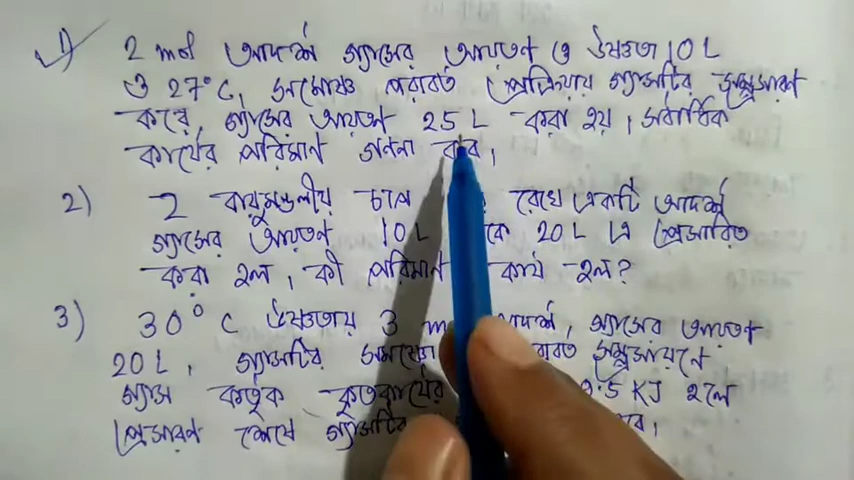 1) 2 mol আদর্শ গ্যাসের আয়তন ও উষ্ণতা 10 L
ও 27°C, সমোষ্ণ পরাবর্ত প্রক্রিয়ায় গ্যাসটির সম্প্রসারণ
করে গ্যাসের আয়তন 25 L করা হয়। সর্বাধিক
কার্যের পরিমাণ গণনা কর।
2) 2 বায়ুমণ্ডলীয় চাপ রেখে একটি আদর্শ
গ্যাসের আয়তন 10 L কে 20 L এ প্রসারিত
করা হল, কী পরিমাণ কার্য হল?
3) 30°C উষ্ণতায় 3 আদর্শ গ্যাসের আয়তন
20 L, গ্যাসটির সম্প্রসারণে
গ্যাস কর্তৃক কৃতকার্যের 9.5 KJ হলে
প্রসারণ শেষে গ্যাসটির